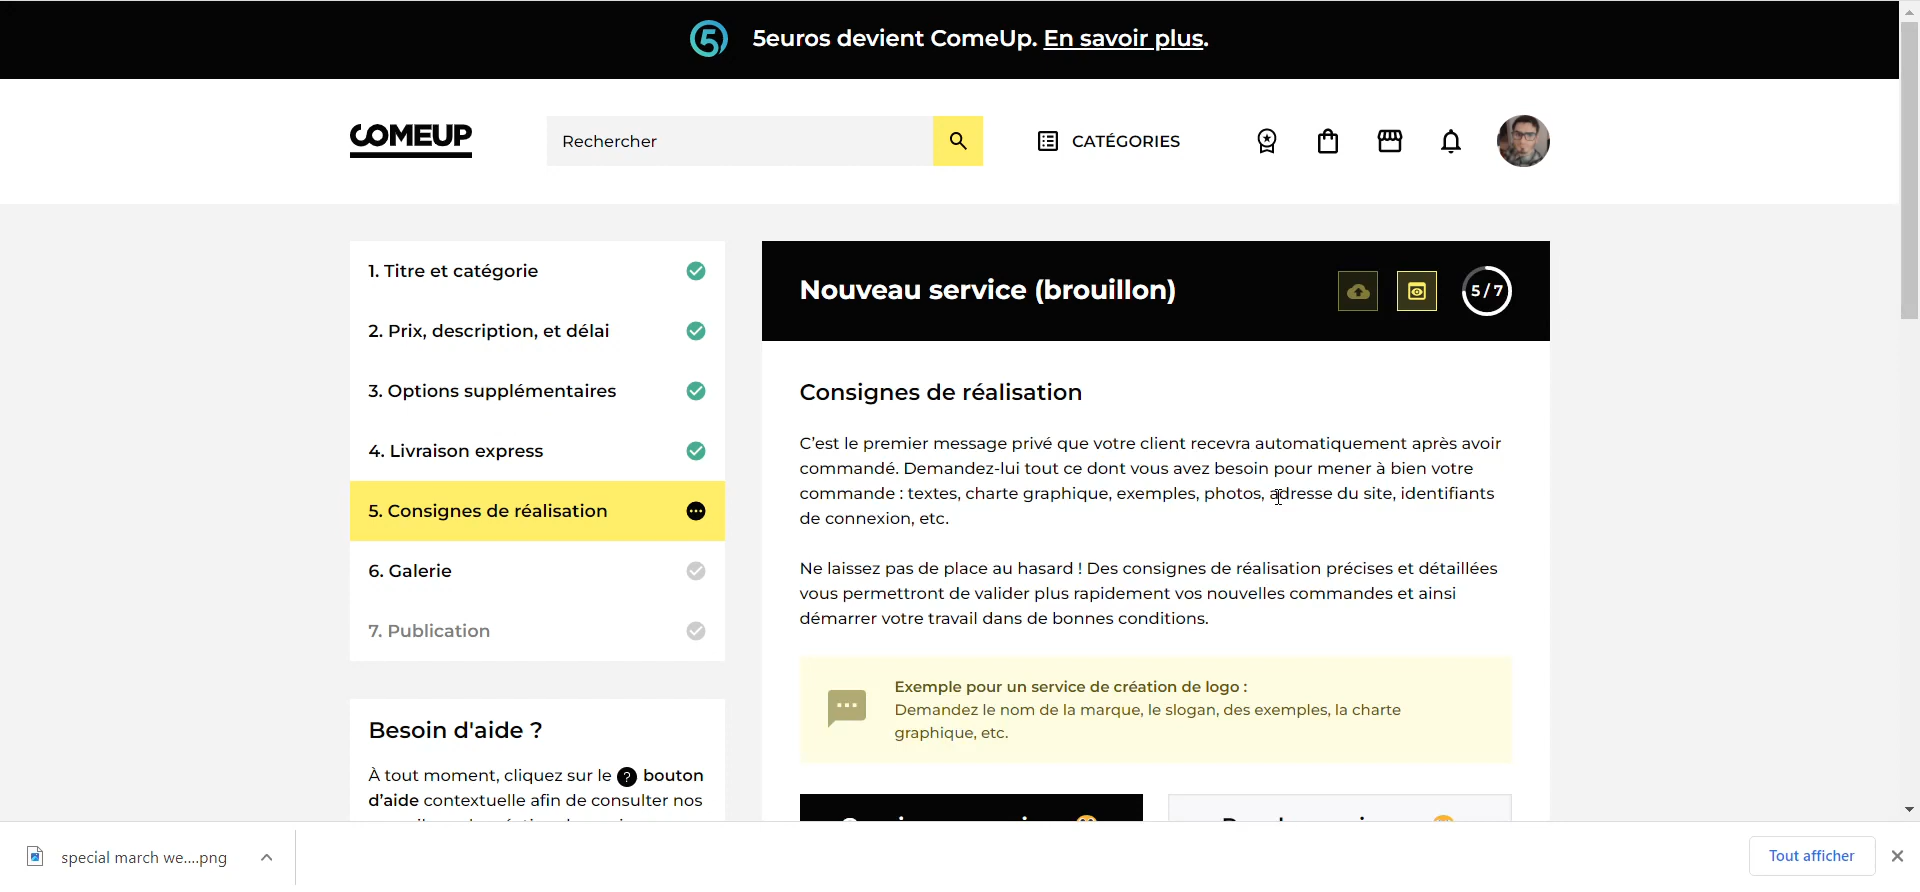 5euros devient ComeUp. En savoir plus.
COMEUP
Rechercher
CATÉGORIES
1. Titre et catégorie
2. Prix, description, et délai
3. Options supplémentaires
4. Livraison express
5. Consignes de réalisation
6. Galerie
7. Publication
Besoin d'aide ?
À tout moment, cliquez sur le ? bouton
d’aide contextuelle afin de consulter nos
Nouveau service (brouillon)
5 / 7
Consignes de réalisation
C’est le premier message privé que votre client recevra automatiquement après avoir
commandé. Demandez-lui tout ce dont vous avez besoin pour mener à bien votre
commande : textes, charte graphique, exemples, photos, adresse du site, identifiants
de connexion, etc.
Ne laissez pas de place au hasard ! Des consignes de réalisation précises et détaillées
vous permettront de valider plus rapidement vos nouvelles commandes et ainsi
démarrer votre travail dans de bonnes conditions.
Exemple pour un service de création de logo :
Demandez le nom de la marque, le slogan, des exemples, la charte
graphique, etc.
special march we....png
Tout afficher